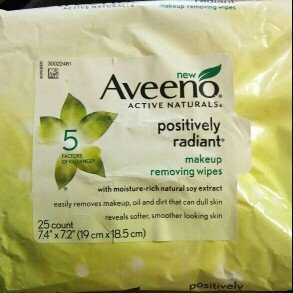 30022481
new
Aveeno®
ACTIVE NATURALS®
positively
radiant®
makeup
removing wipes
5
FACTORS
OF RADIANCE
with moisture-rich natural soy extract
easily removes makeup, oil and dirt that can dull skin
reveals softer, smoother looking skin
25 count
7.4" x 7.2" (19 cm x 18.5 cm)
positively